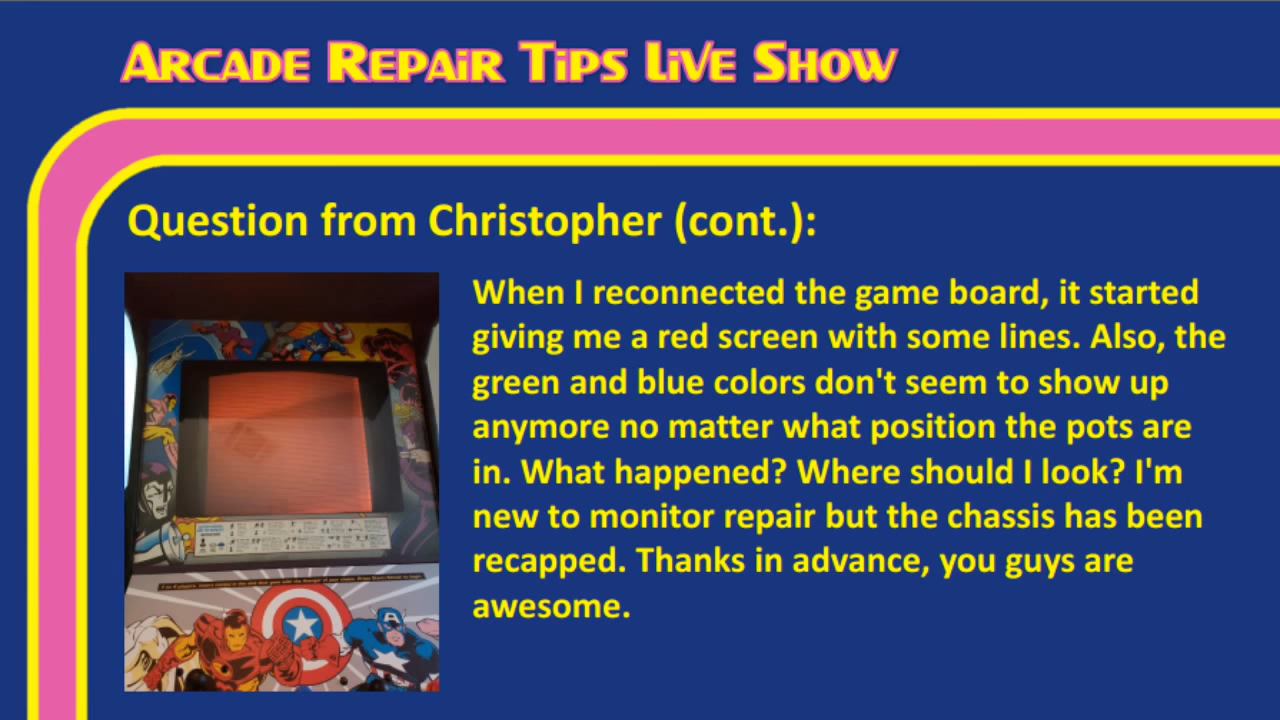 Arcade Repair Tips Live Show
Question from Christopher (cont.):
When I reconnected the game board, it started
giving me a red screen with some lines. Also, the
green and blue colors don't seem to show up
anymore no matter what position the pots are
in. What happened? Where should I look? I'm
new to monitor repair but the chassis has been
recapped. Thanks in advance, you guys are
awesome.